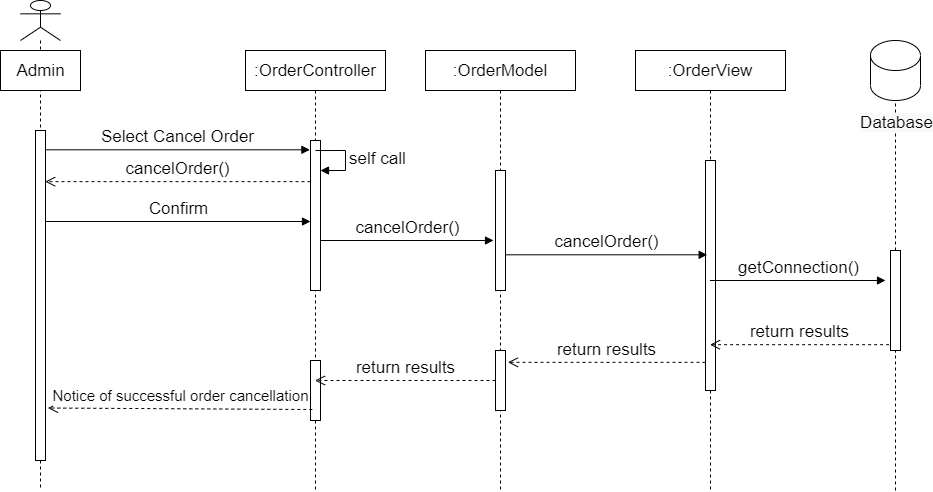 Admin
:OrderController
:OrderModel
:OrderView
Database
Select Cancel Order
self call
cancelOrder()
Confirm
cancelOrder()
cancelOrder()
getConnection()
return results
return results
return results
Notice of successful order cancellation